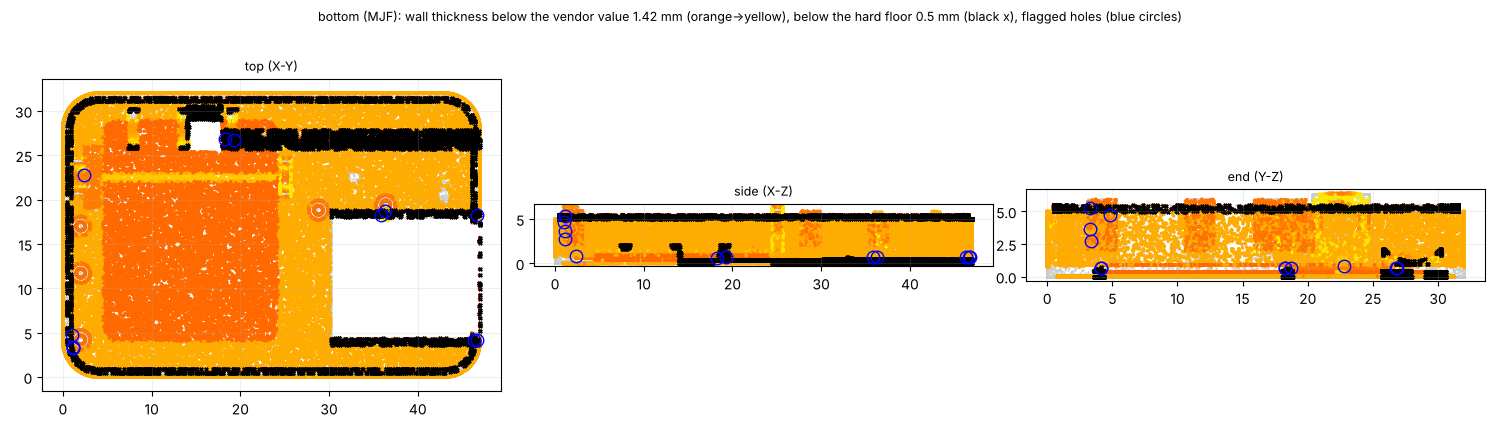 bottom (MJF): wall thickness below the vendor value 1.42 mm (orange→yellow), below the hard floor 0.5 mm (black x), flagged holes (blue circles)
top (X-Y)
30
25
20
15
10
5
0
0 10 20 30 40
side (X-Z)
5
0
0 10 20 30 40
end (Y-Z)
5.0
2.5
0.0
0 5 10 15 20 25 30